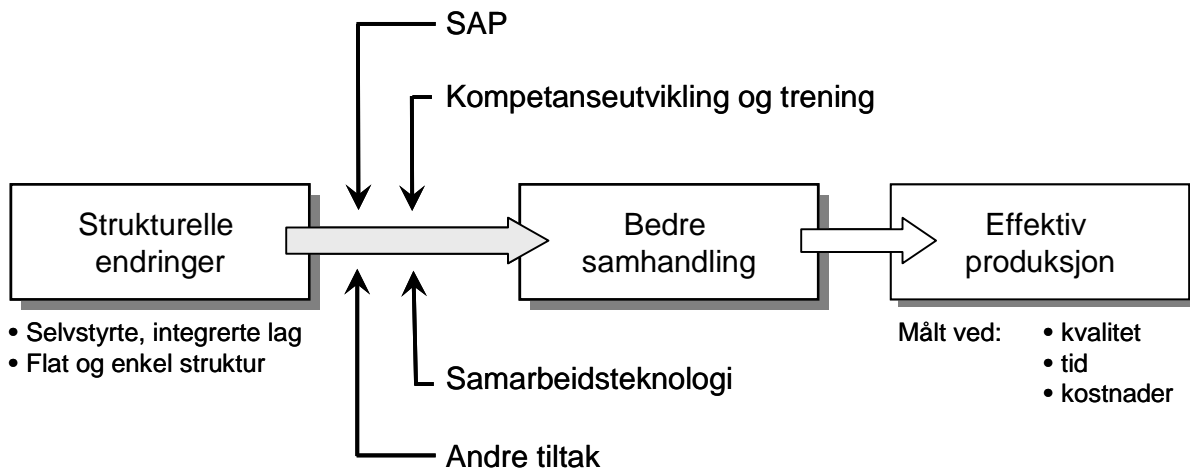 SAP
Kompetanseutvikling og trening
Strukturelle
endringer
Bedre
samhandling
Effektiv
produksjon
• Selvstyrte, integrerte lag
• Flat og enkel struktur
Målt ved: • kvalitet
• tid
• kostnader
Samarbeidsteknologi
Andre tiltak